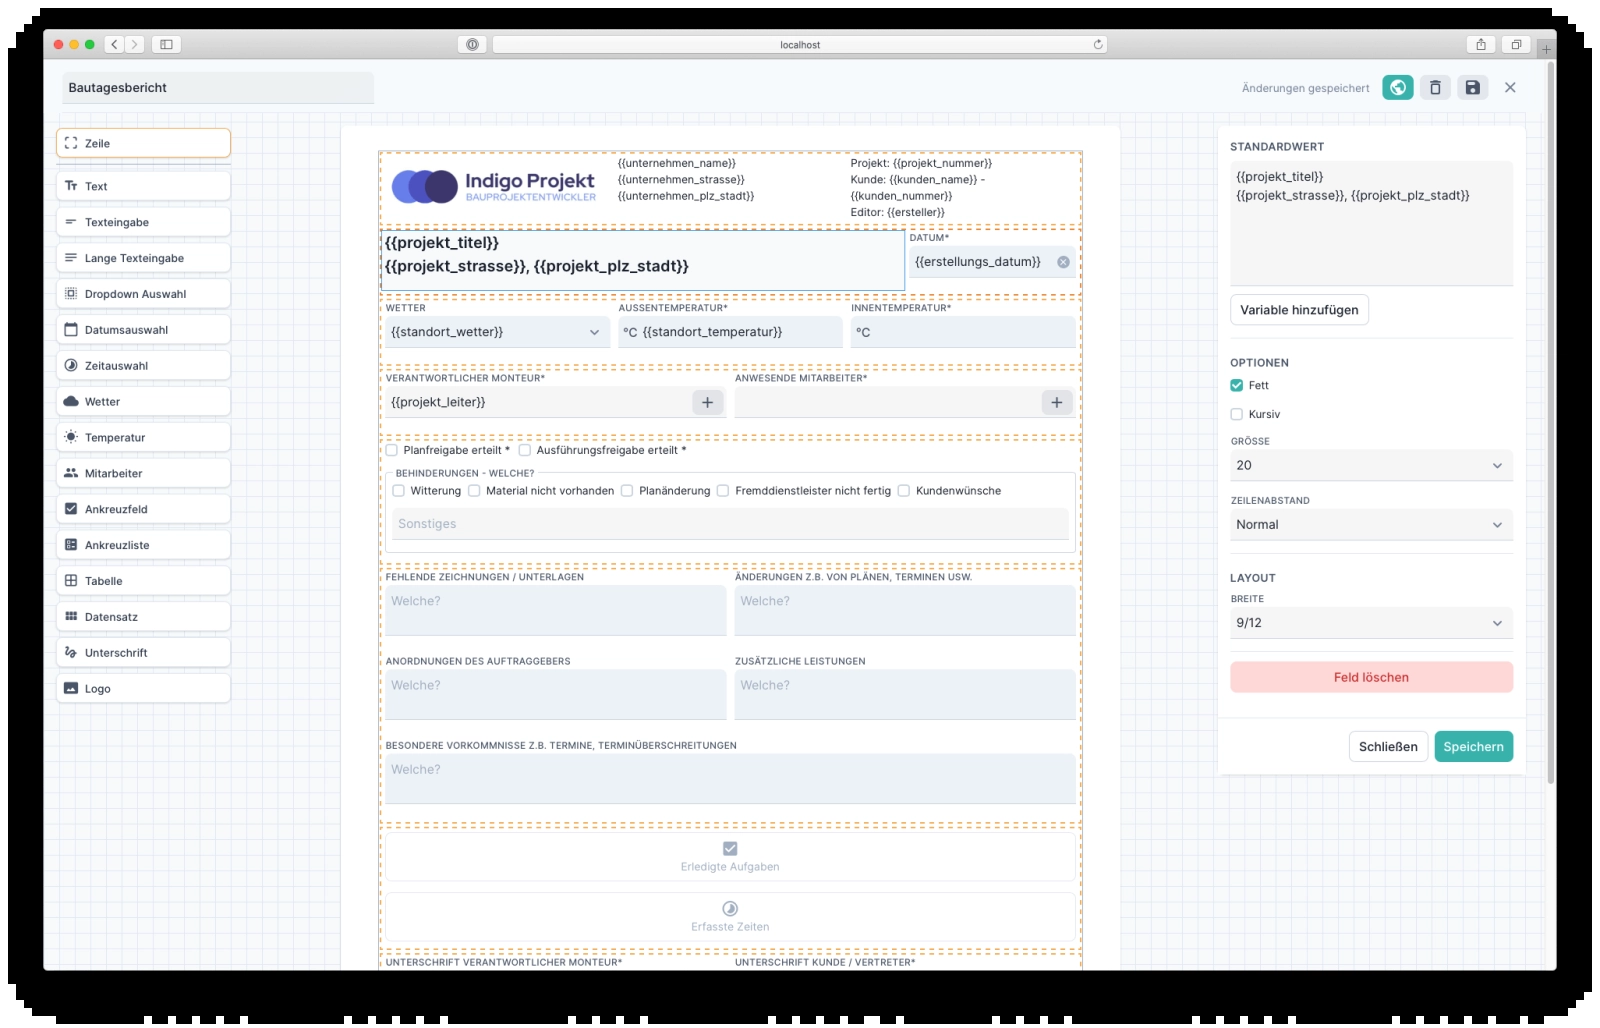 localhost
Bautagesbericht
Änderungen gespeichert
Zeile
Text
Texteingabe
Lange Texteingabe
Dropdown Auswahl
Datumsauswahl
Zeitauswahl
Wetter
Temperatur
Mitarbeiter
Ankreuzfeld
Ankreuzliste
Tabelle
Datensatz
Unterschrift
Logo
Indigo Projekt
BAUPROJEKTENTWICKLER
{{unternehmen_name}}
{{unternehmen_strasse}}
{{unternehmen_plz_stadt}}
Projekt: {{projekt_nummer}}
Kunde: {{kunden_name}} -
{{kunden_nummer}}
Editor: {{ersteller}}
{{projekt_titel}}
{{projekt_strasse}}, {{projekt_plz_stadt}}
DATUM*
{{erstellungs_datum}}
WETTER
{{standort_wetter}}
AUSSENTEMPERATUR*
°C {{standort_temperatur}}
INNENTEMPERATUR*
°C
VERANTWORTLICHER MONTEUR*
{{projekt_leiter}}
ANWESENDE MITARBEITER*
Planfreigabe erteilt * Ausführungsfreigabe erteilt *
BEHINDERUNGEN - WELCHE?
Witterung Material nicht vorhanden Planänderung Fremddienstleister nicht fertig Kundenwünsche
Sonstiges
FEHLENDE ZEICHNUNGEN / UNTERLAGEN
Welche?
ÄNDERUNGEN Z.B. VON PLÄNEN, TERMINEN USW.
Welche?
ANORDNUNGEN DES AUFTRAGGEBERS
Welche?
ZUSÄTZLICHE LEISTUNGEN
Welche?
BESONDERE VORKOMMNISSE Z.B. TERMINE, TERMINÜBERSCHREITUNGEN
Welche?
Erledigte Aufgaben
Erfasste Zeiten
UNTERSCHRIFT VERANTWORTLICHER MONTEUR*
UNTERSCHRIFT KUNDE / VERTRETER*
STANDARDWERT
{{projekt_titel}}
{{projekt_strasse}}, {{projekt_plz_stadt}}
Variable hinzufügen
OPTIONEN
Fett
Kursiv
GRÖSSE
20
ZEILENABSTAND
Normal
LAYOUT
BREITE
9/12
Feld löschen
Schließen
Speichern